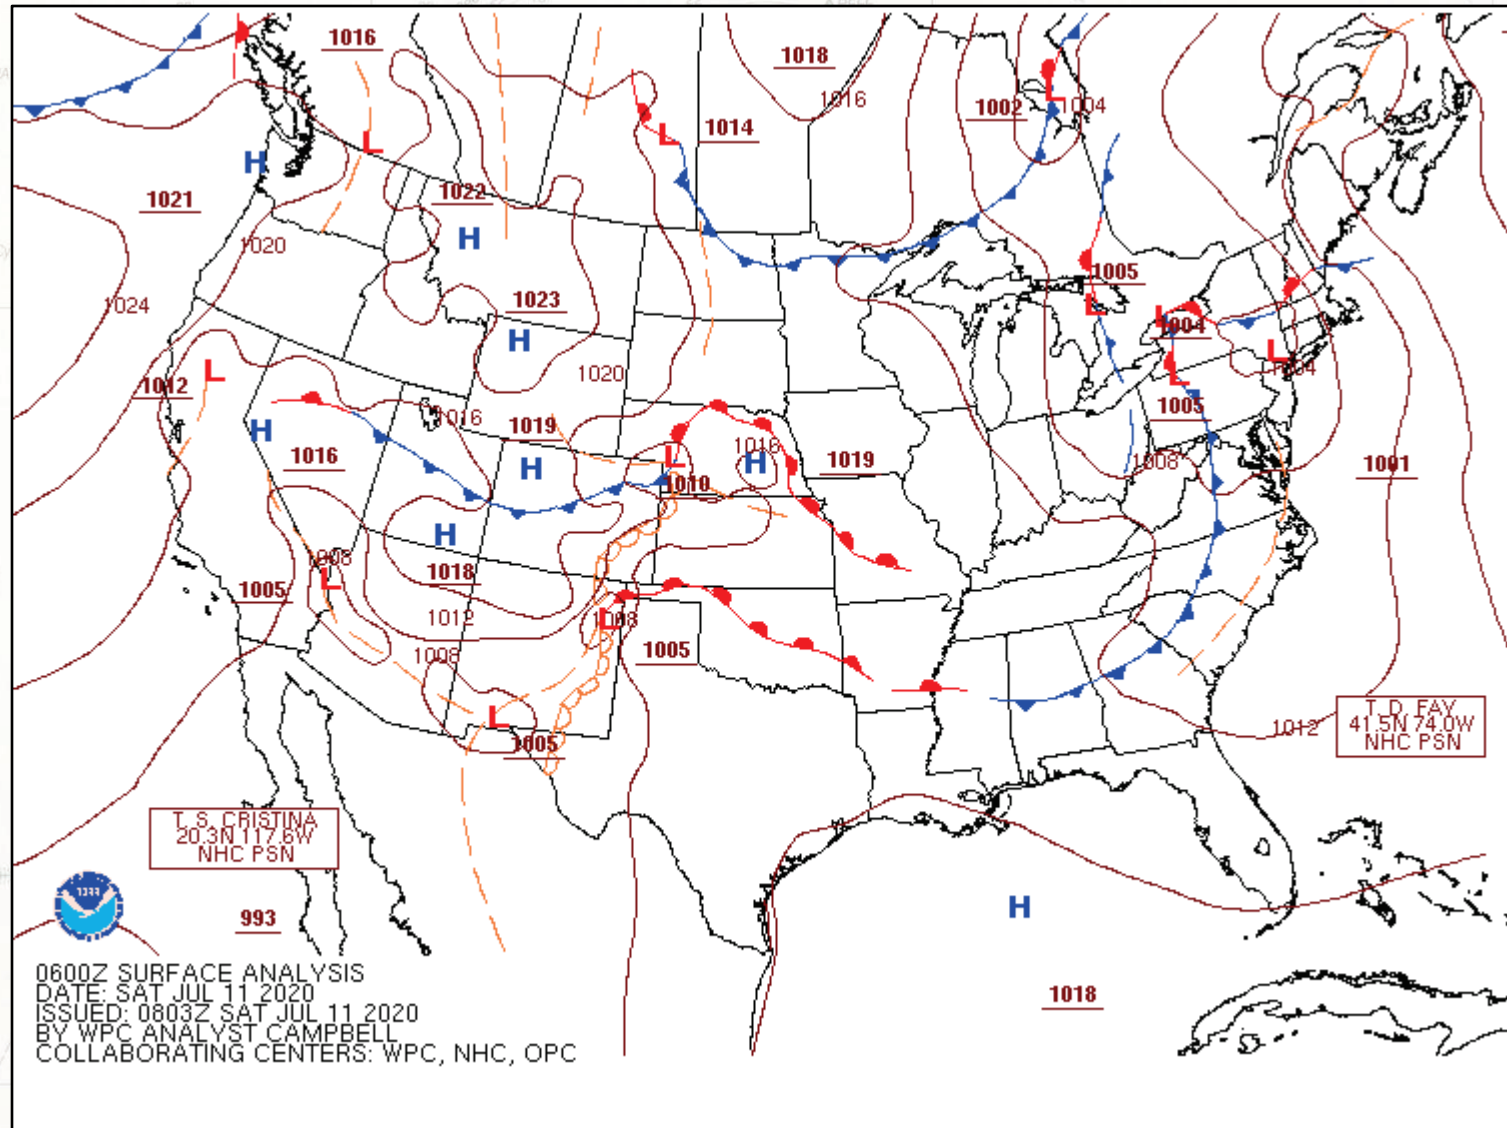 1016
1018
1016
1002
1004
1014
1022
1021
1020
1005
1023
1024
1004
1020
1004
1012
1016
1005
1019
1016
1016
1019
1008
1001
1010
1008
1018
1005
1012
1008
1008
1005
1012
T. D. FAY
41.5N 74.0W
NHC PSN
1005
T. S. CRISTINA
20.3N 117.6W
NHC PSN
993
1018
H
H
H
H
H
H
H
H
L
L
L
L
L
L
L
L
L
L
L
L
0600Z SURFACE ANALYSIS
DATE: SAT JUL 11 2020
ISSUED: 0803Z SAT JUL 11 2020
BY WPC ANALYST CAMPBELL
COLLABORATING CENTERS: WPC, NHC, OPC